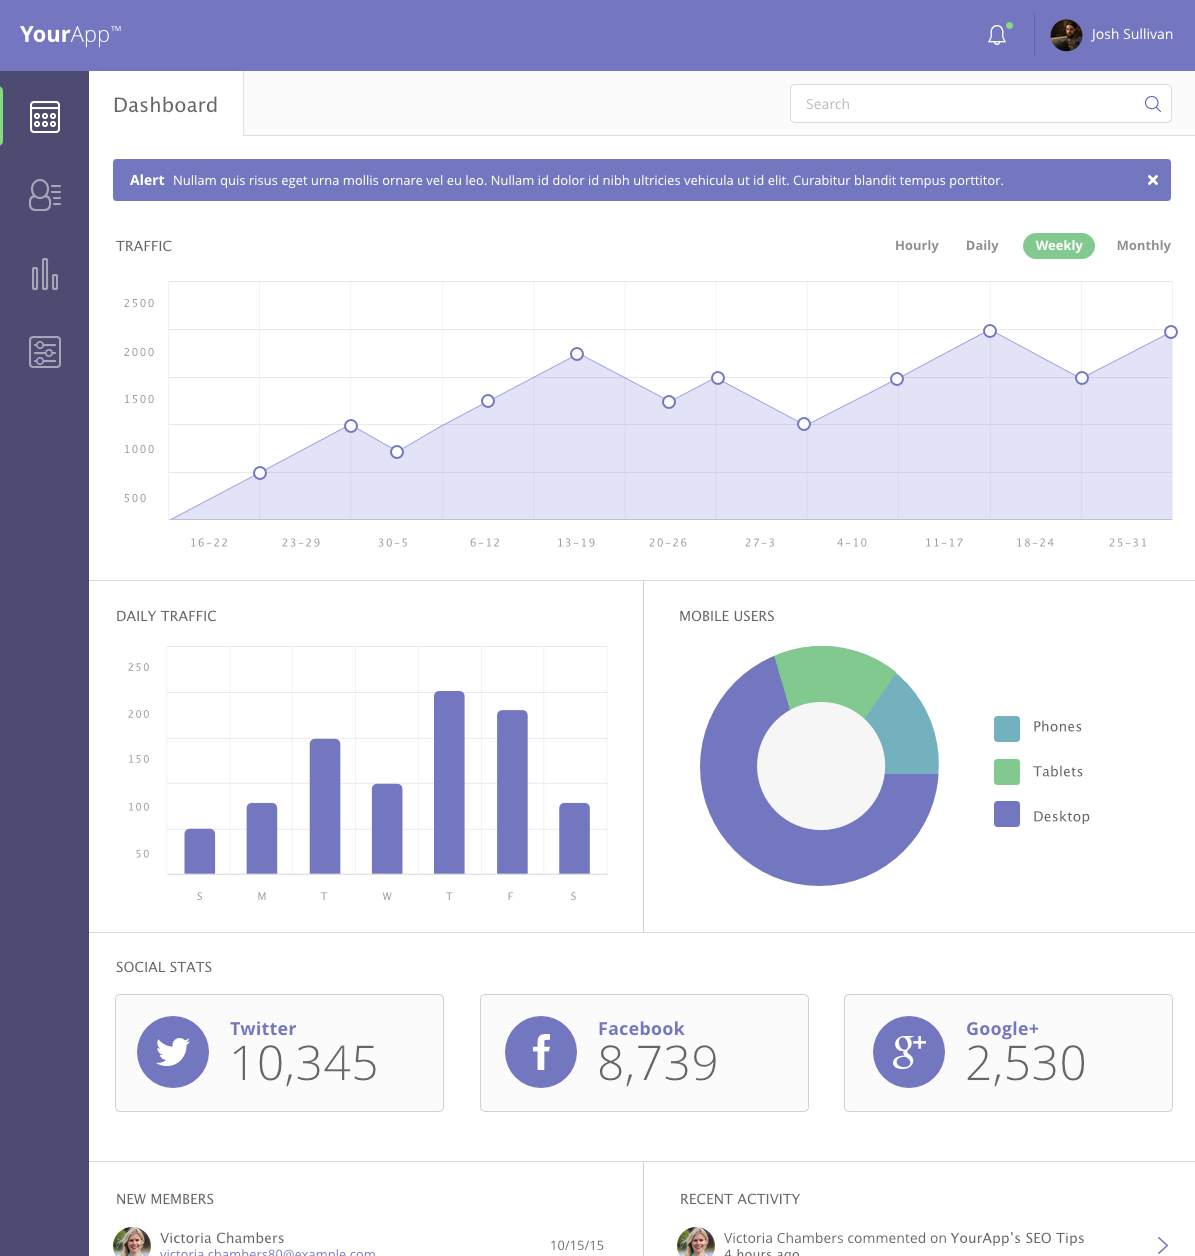 YourApp™
Josh Sullivan
Dashboard
Search
Alert Nullam quis risus eget urna mollis ornare vel eu leo. Nullam id dolor id nibh ultricies vehicula ut id elit. Curabitur blandit tempus porttitor.
TRAFFIC
Hourly Daily Weekly Monthly
2500
2000
1500
1000
500
16-22 23-29 30-5 6-12 13-19 20-26 27-3 4-10 11-17 18-24 25-31
DAILY TRAFFIC
250
200
150
100
50
S M T W T F S
MOBILE USERS
Phones
Tablets
Desktop
SOCIAL STATS
Twitter
10,345
Facebook
8,739
g+
Google+
2,530
NEW MEMBERS
Victoria Chambers
victoria.chambers80@example.com
10/15/15
RECENT ACTIVITY
Victoria Chambers commented on YourApp's SEO Tips
4 hours ago